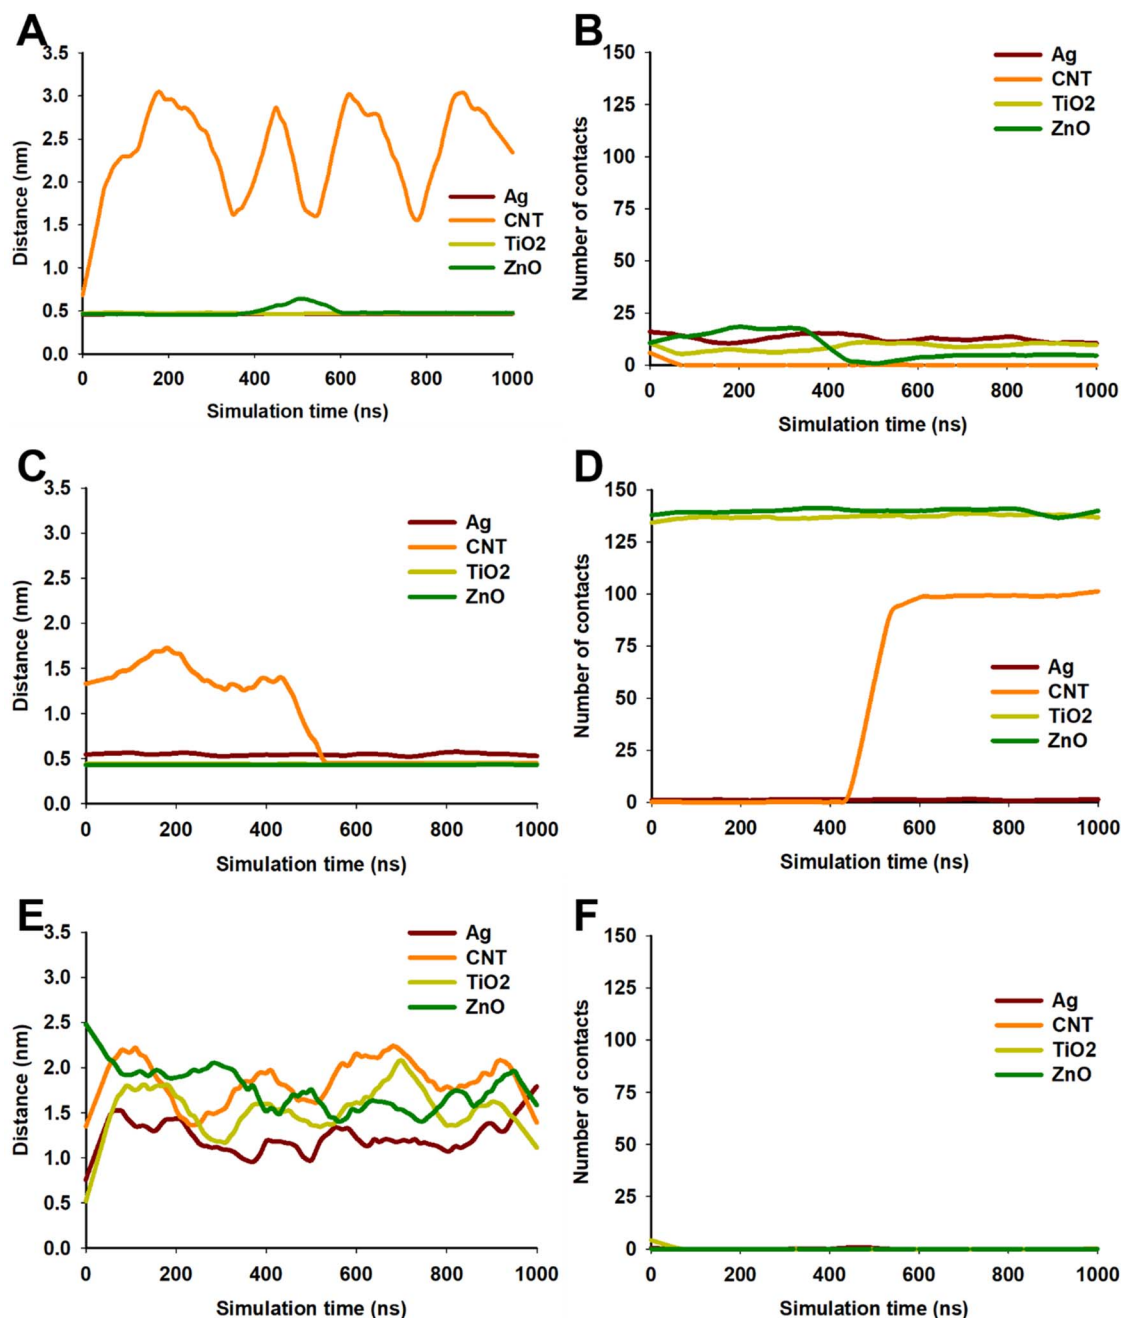 A
Distance (nm)
3.5
3.0
2.5
2.0
1.5
1.0
0.5
0.0
0 200 400 600 800 1000
Simulation time (ns)
Ag
CNT
TiO2
ZnO
B
Number of contacts
150
125
100
75
50
25
0
0 200 400 600 800 1000
Simulation time (ns)
Ag
CNT
TiO2
ZnO
C
Distance (nm)
3.5
3.0
2.5
2.0
1.5
1.0
0.5
0.0
0 200 400 600 800 1000
Simulation time (ns)
Ag
CNT
TiO2
ZnO
D
Number of contacts
150
125
100
75
50
25
0
0 200 400 600 800 1000
Simulation time (ns)
Ag
CNT
TiO2
ZnO
E
Distance (nm)
3.5
3.0
2.5
2.0
1.5
1.0
0.5
0.0
0 200 400 600 800 1000
Simulation time (ns)
Ag
CNT
TiO2
ZnO
F
Number of contacts
150
125
100
75
50
25
0
0 200 400 600 800 1000
Simulation time (ns)
Ag
CNT
TiO2
ZnO